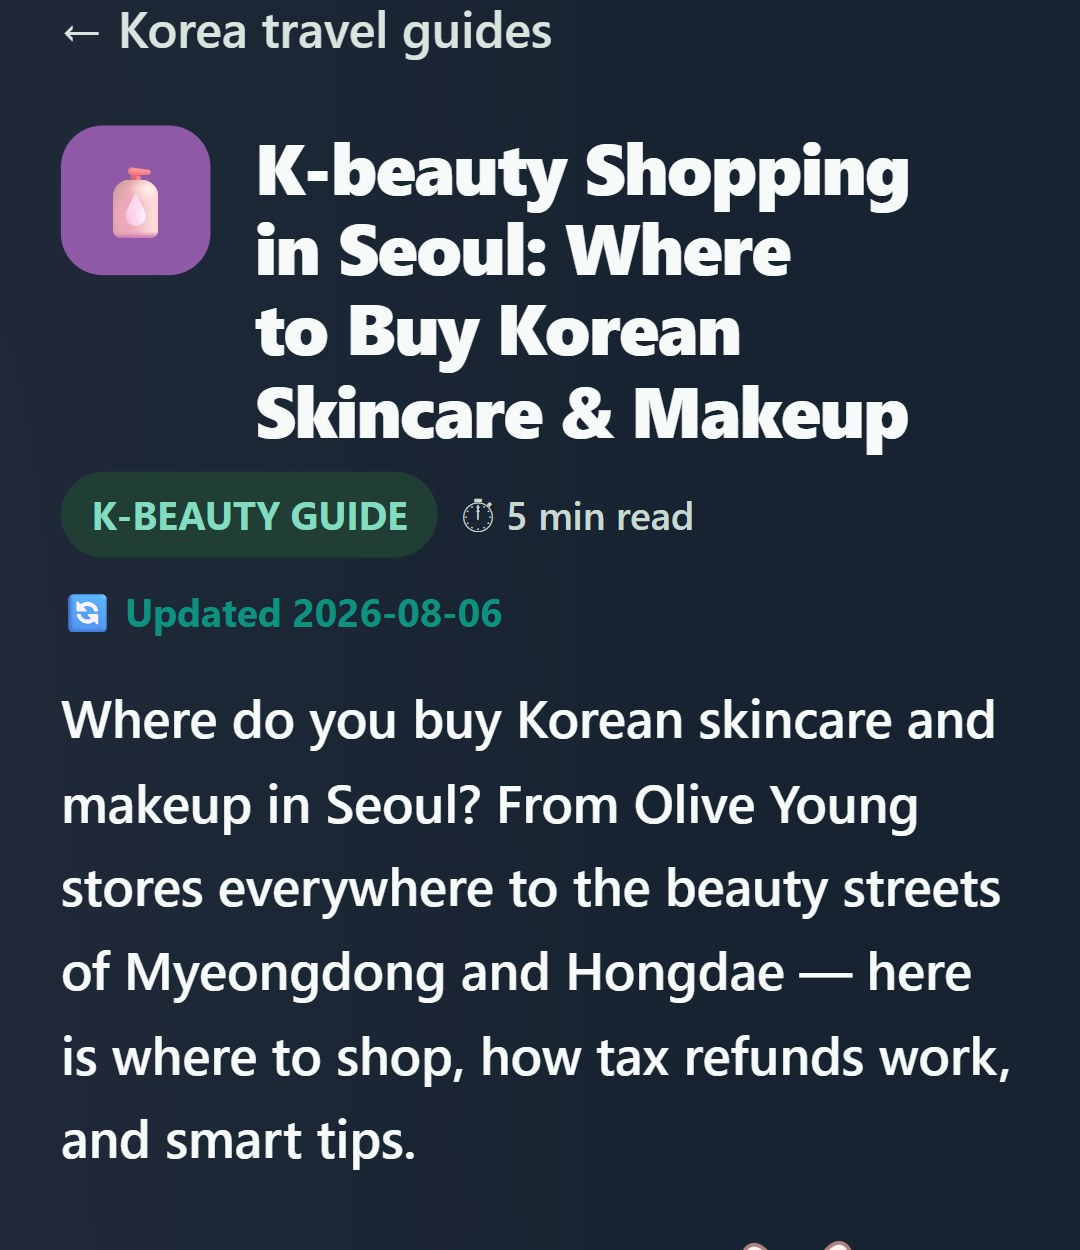 ← Korea travel guides
K-beauty Shopping
in Seoul: Where
to Buy Korean
Skincare & Makeup
K-BEAUTY GUIDE ⏱ 5 min read
🔄 Updated 2026-08-06
Where do you buy Korean skincare and
makeup in Seoul? From Olive Young
stores everywhere to the beauty streets
of Myeongdong and Hongdae — here
is where to shop, how tax refunds work,
and smart tips.